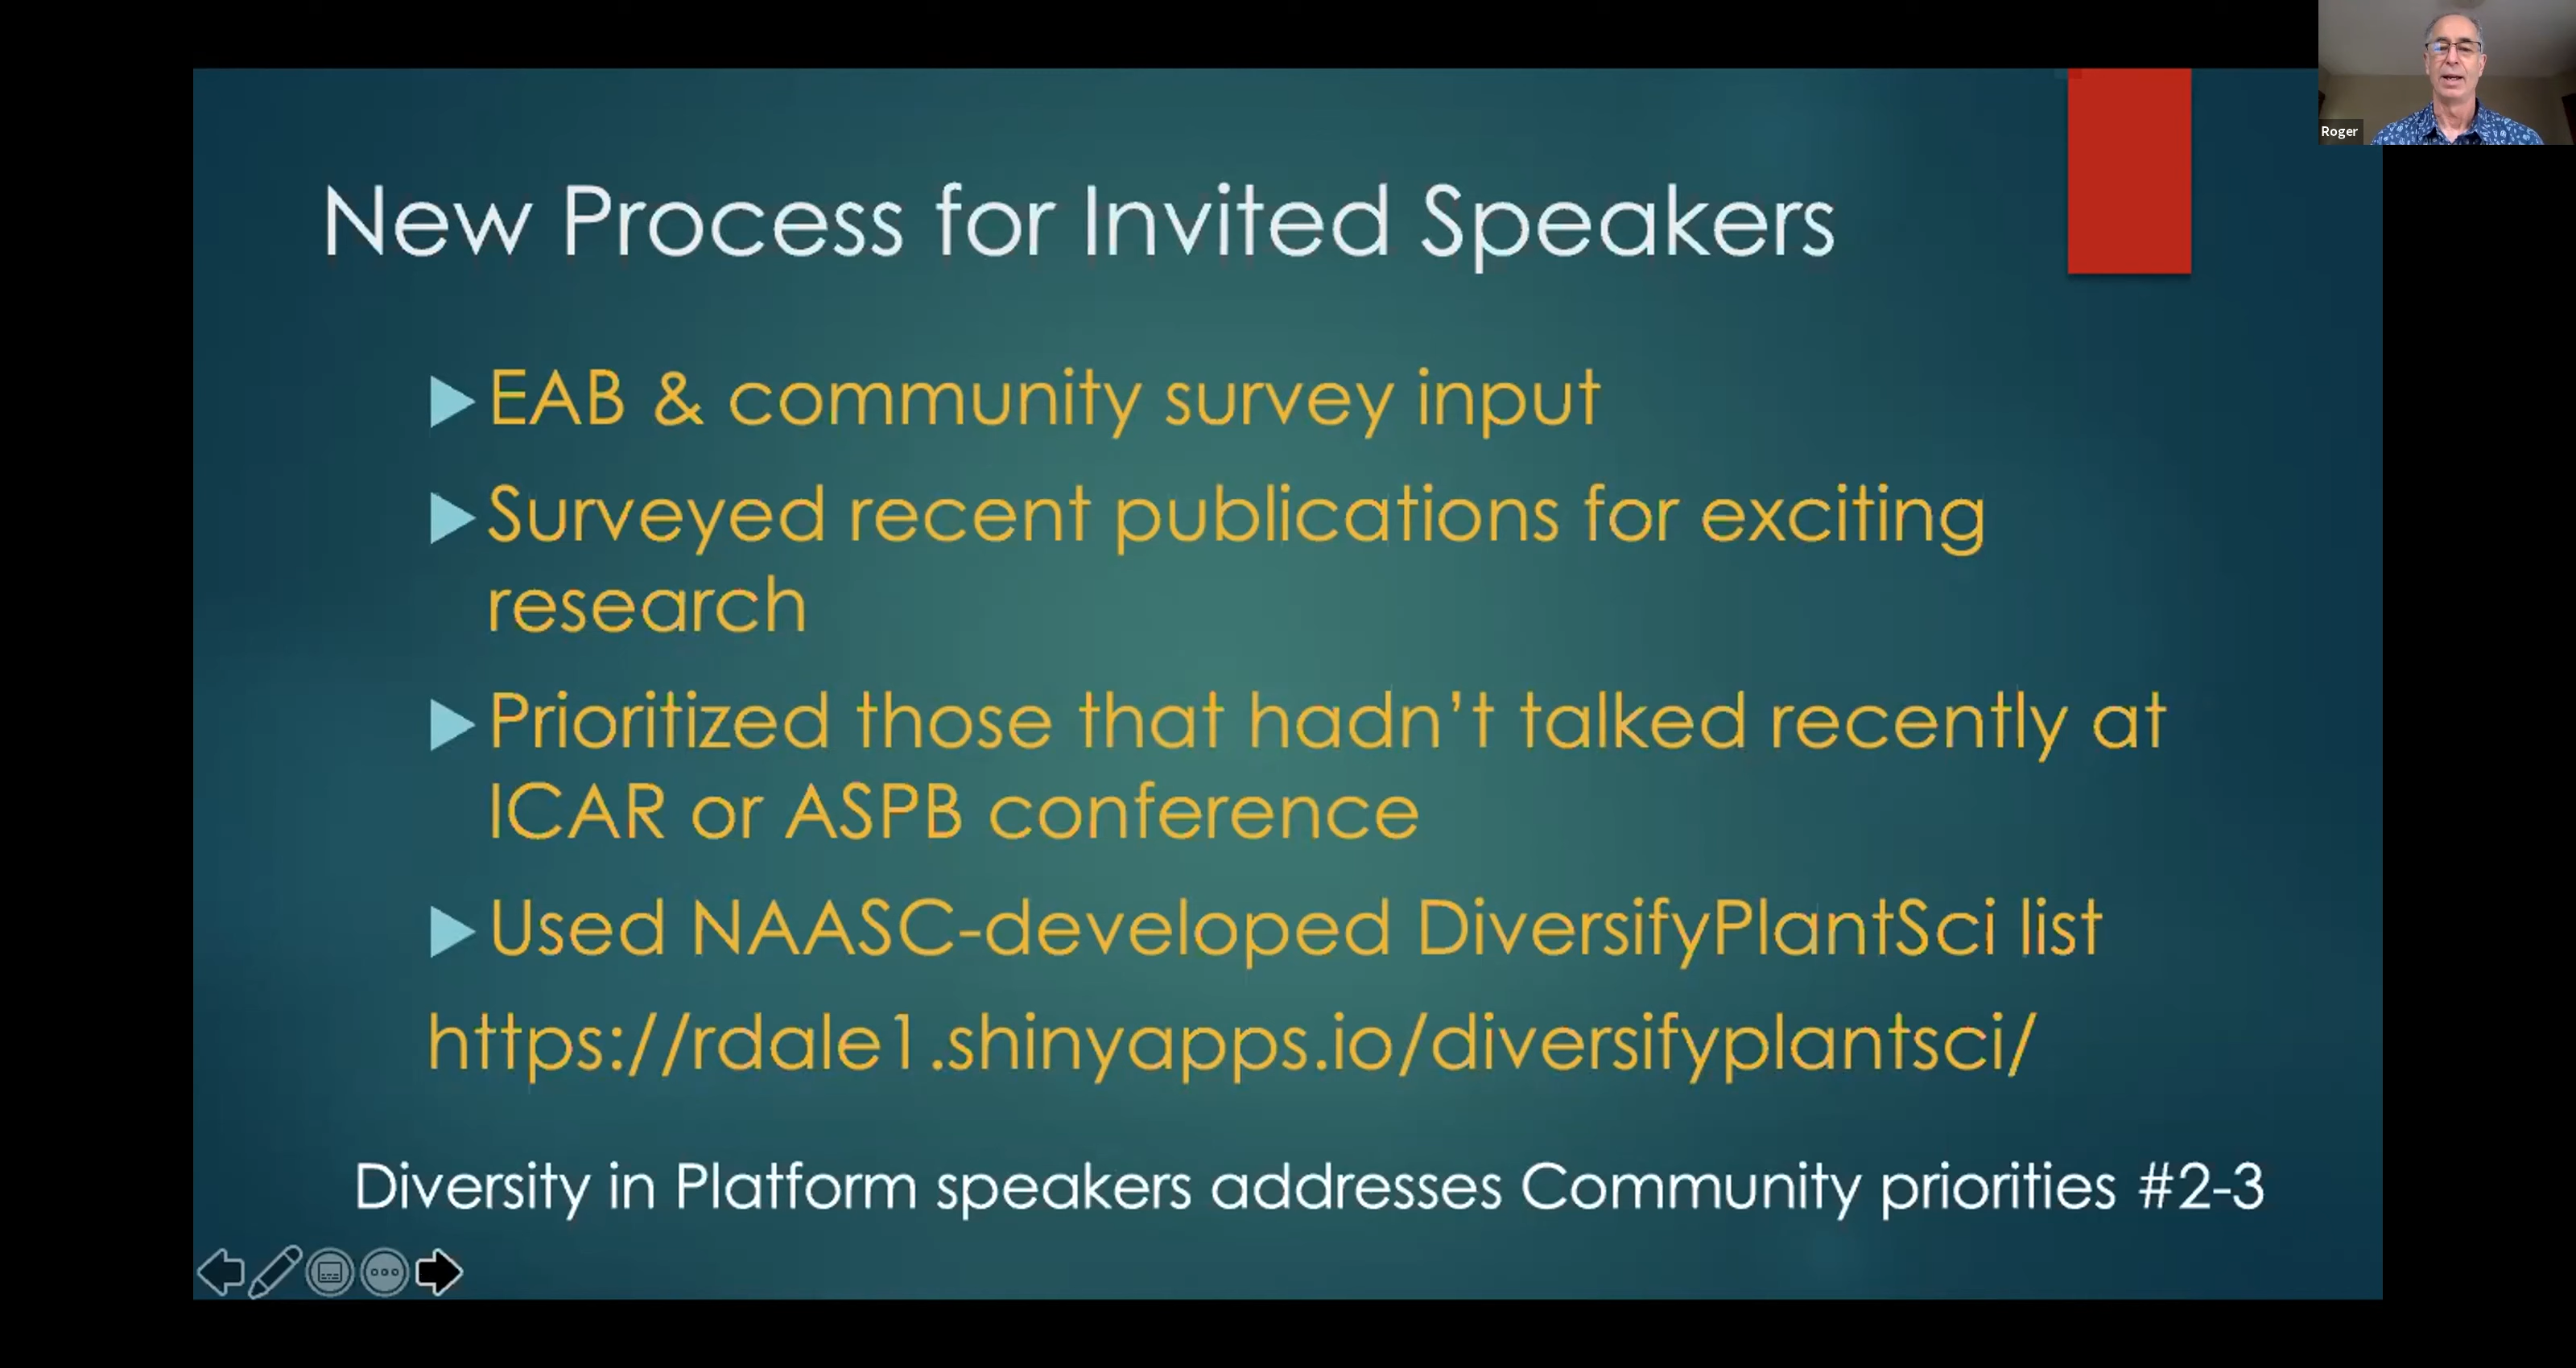 Roger
New Process for Invited Speakers
EAB & community survey input
Surveyed recent publications for exciting
research
Prioritized those that hadn't talked recently at
ICAR or ASPB conference
Used NAASC-developed DiversifyPlantSci list
https://rdale1.shinyapps.io/diversifyplantsci/
Diversity in Platform speakers addresses Community priorities #2-3